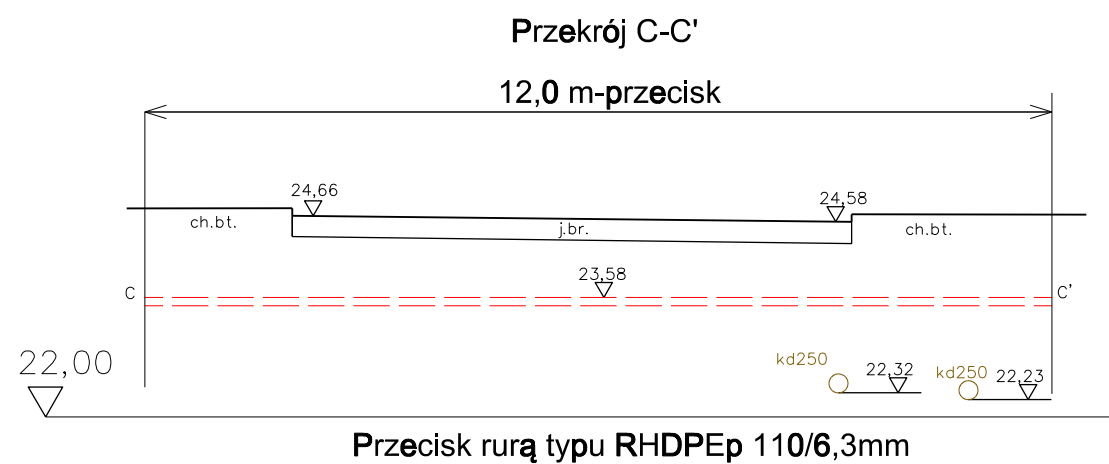 Przekrój C-C'
12,0 m-przecisk
24,66
24,58
ch.bt.
j.br.
ch.bt.
23,58
C
C'
22,00
kd250
22,32
kd250
22,23
Przecisk rurą typu RHDPEp 110/6,3mm